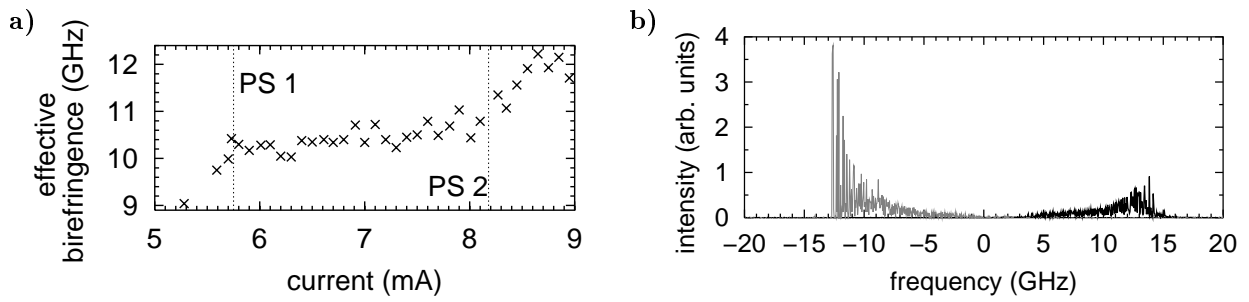 a)
effective
birefringence (GHz)
12
11
10
9
PS 1
PS 2
5 6 7 8 9
current (mA)
b)
intensity (arb. units)
4
3
2
1
0
−20 −15 −10 −5 0 5 10 15 20
frequency (GHz)